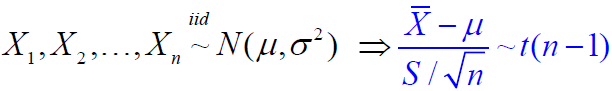 X₁, X₂, …, Xₙ iid ~ N(μ, σ²) ⇒ (X̄ − μ) / (S / √n) ~ t(n−1)